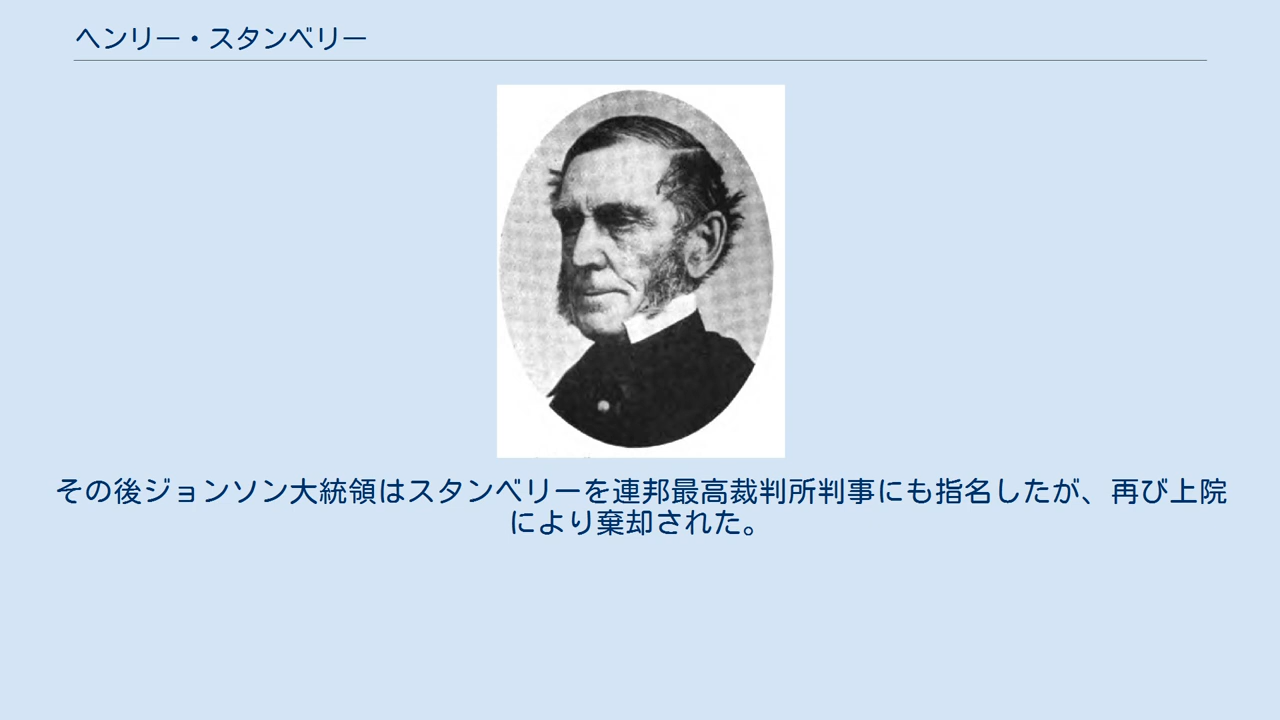 ヘンリー・スタンベリー
その後ジョンソン大統領はスタンベリーを連邦最高裁判所判事にも指名したが、再び上院
により棄却された。